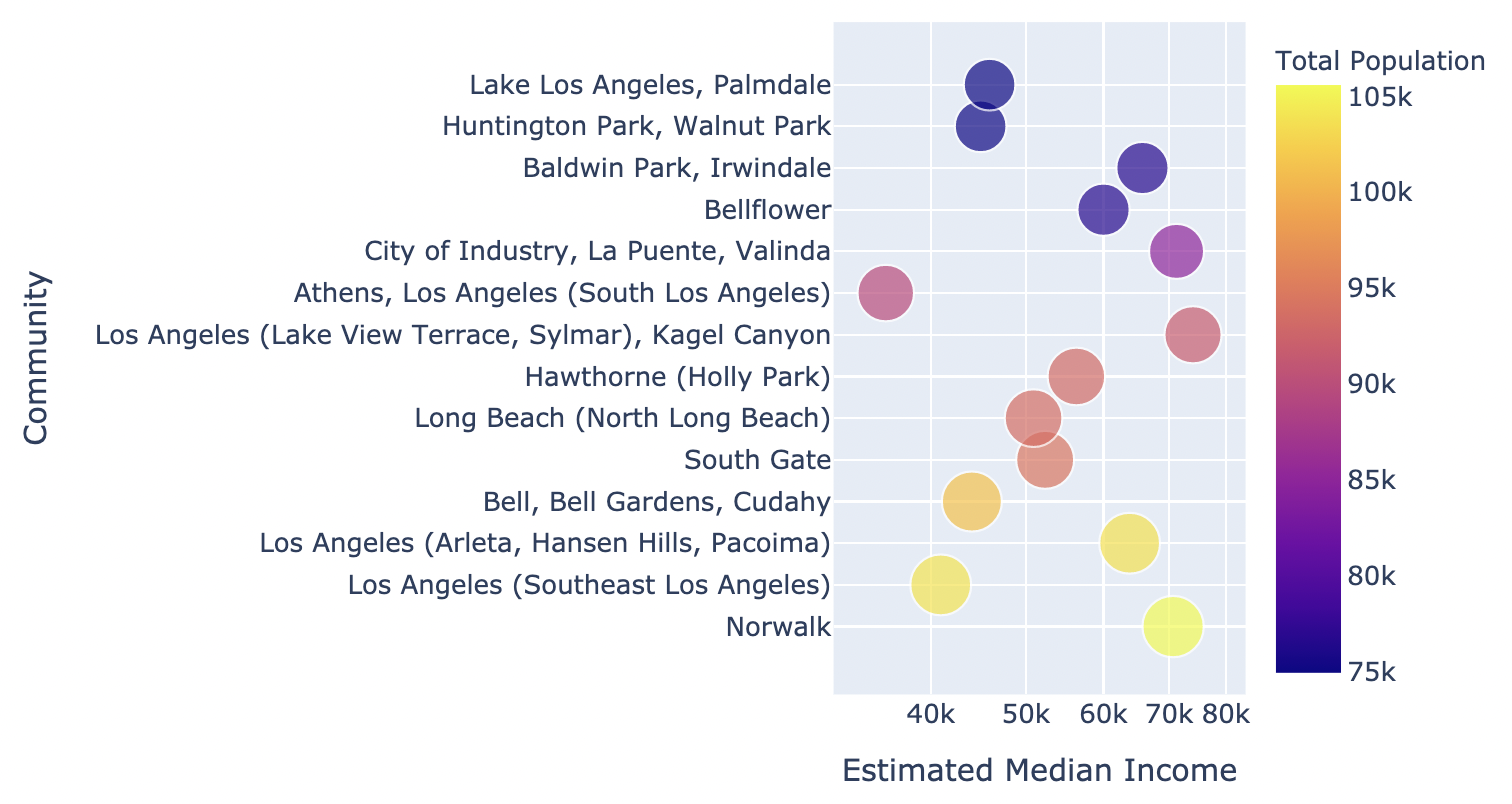 Total Population
Lake Los Angeles, Palmdale
105k
Huntington Park, Walnut Park
Baldwin Park, Irwindale
100k
Bellflower
City of Industry, La Puente, Valinda
Athens, Los Angeles (South Los Angeles)
95k
Los Angeles (Lake View Terrace, Sylmar), Kagel Canyon
Hawthorne (Holly Park)
90k
Community
Long Beach (North Long Beach)
South Gate
85k
Bell, Bell Gardens, Cudahy
Los Angeles (Arleta, Hansen Hills, Pacoima)
80k
Los Angeles (Southeast Los Angeles)
Norwalk
75k
40k 50k 60k 70k 80k
Estimated Median Income